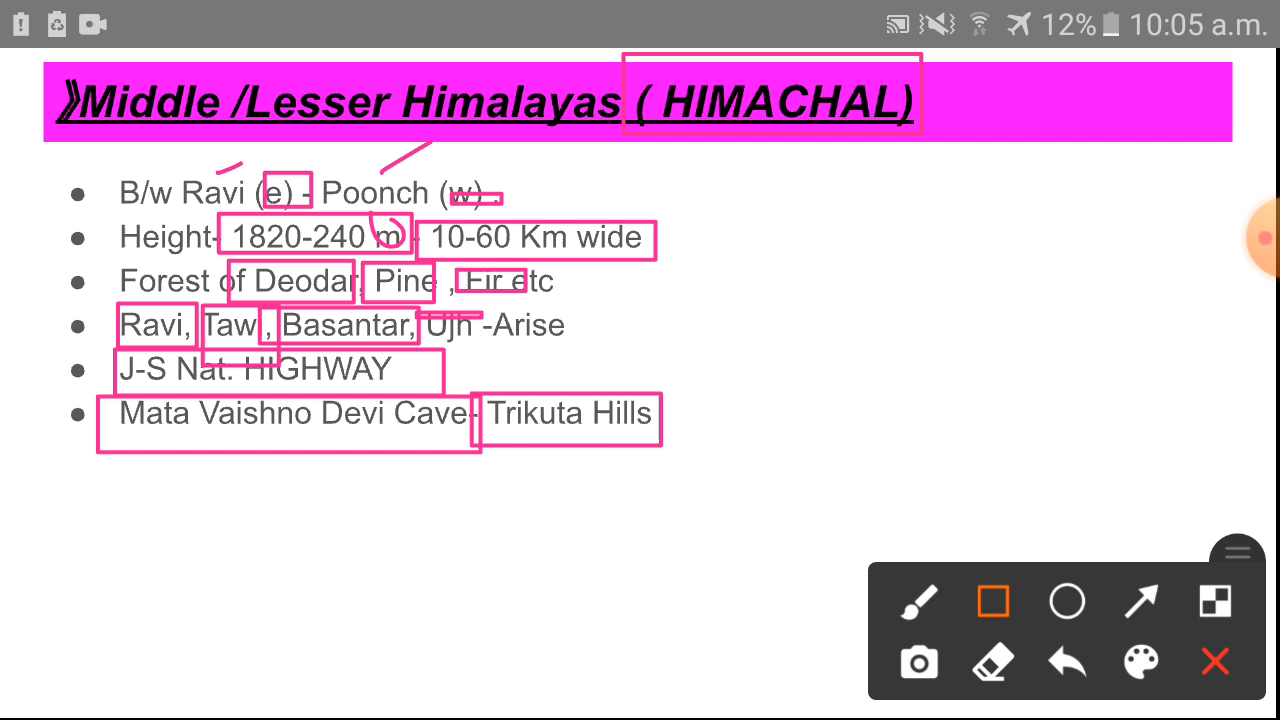 12% 10:05 a.m.
》Middle /Lesser Himalayas ( HIMACHAL)
● B/w Ravi (e) - Poonch (w) .
● Height- 1820-240 m - 10-60 Km wide
● Forest of Deodar, Pine , Fir etc
● Ravi, Tawi , Basantar, Ujh -Arise
● J-S Nat. HIGHWAY
● Mata Vaishno Devi Cave- Trikuta Hills